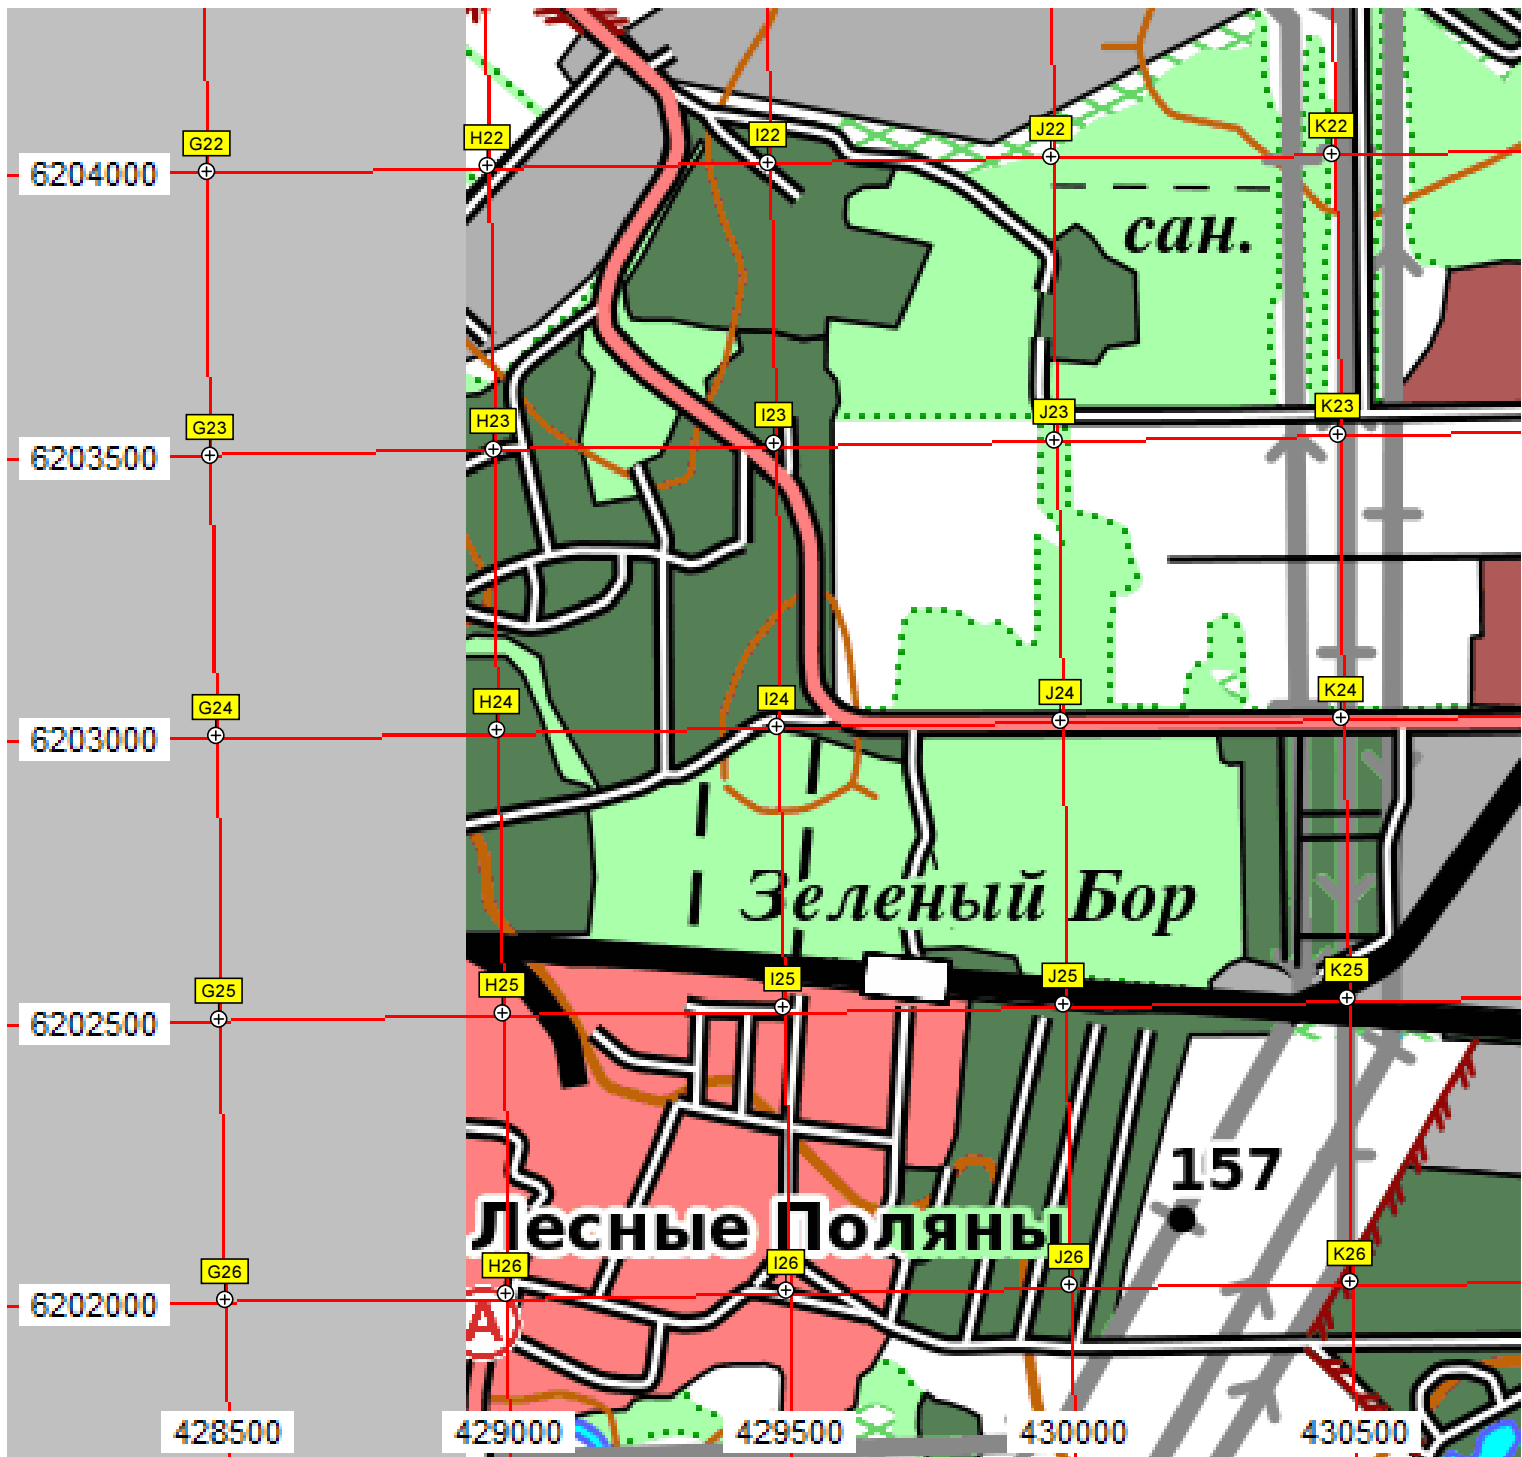 G22 H22 I22 J22 K22
6204000
сан.
G23 H23 I23 J23 K23
6203500
G24 H24 I24 J24 K24
6203000
Зеленый Бор
G25 H25 I25 J25 K25
6202500
157
Лесные Поляны
G26 H26 I26 J26 K26
6202000
А
428500 429000 429500 430000 430500